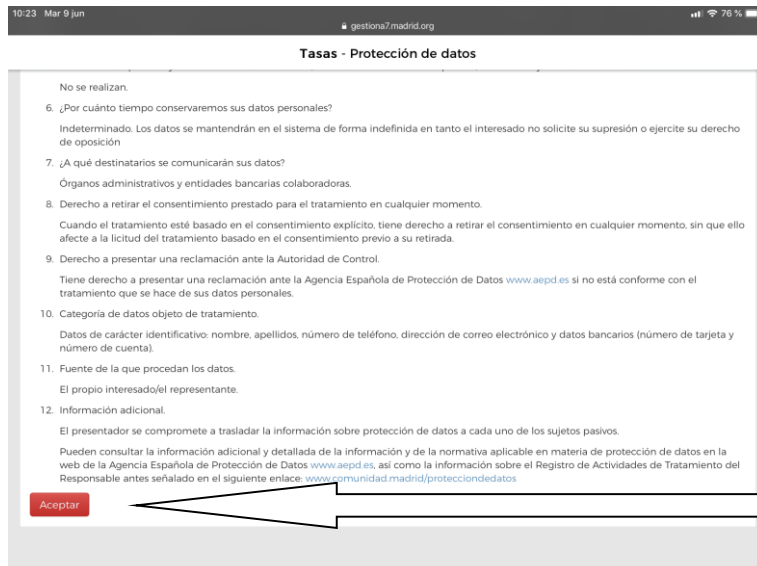 10:23 Mar 9 jun
gestiona7.madrid.org
76 %
Tasas - Protección de datos
No se realizan.
6. ¿Por cuánto tiempo conservaremos sus datos personales?
Indeterminado. Los datos se mantendrán en el sistema de forma indefinida en tanto el interesado no solicite su supresión o ejercite su derecho
de oposición
7. ¿A qué destinatarios se comunicarán sus datos?
Órganos administrativos y entidades bancarias colaboradoras.
8. Derecho a retirar el consentimiento prestado para el tratamiento en cualquier momento.
Cuando el tratamiento esté basado en el consentimiento explícito, tiene derecho a retirar el consentimiento en cualquier momento, sin que ello
afecte a la licitud del tratamiento basado en el consentimiento previo a su retirada.
9. Derecho a presentar una reclamación ante la Autoridad de Control.
Tiene derecho a presentar una reclamación ante la Agencia Española de Protección de Datos www.aepd.es si no está conforme con el
tratamiento que se hace de sus datos personales.
10. Categoría de datos objeto de tratamiento.
Datos de carácter identificativo: nombre, apellidos, número de teléfono, dirección de correo electrónico y datos bancarios (número de tarjeta y
número de cuenta).
11. Fuente de la que procedan los datos.
El propio interesado/el representante.
12. Información adicional.
El presentador se compromete a trasladar la información sobre protección de datos a cada uno de los sujetos pasivos.
Pueden consultar la información adicional y detallada de la información y de la normativa aplicable en materia de protección de datos en la
web de la Agencia Española de Protección de Datos www.aepd.es, así como la información sobre el Registro de Actividades de Tratamiento del
Responsable antes señalado en el siguiente enlace: www.comunidad.madrid/protecciondedatos
Aceptar